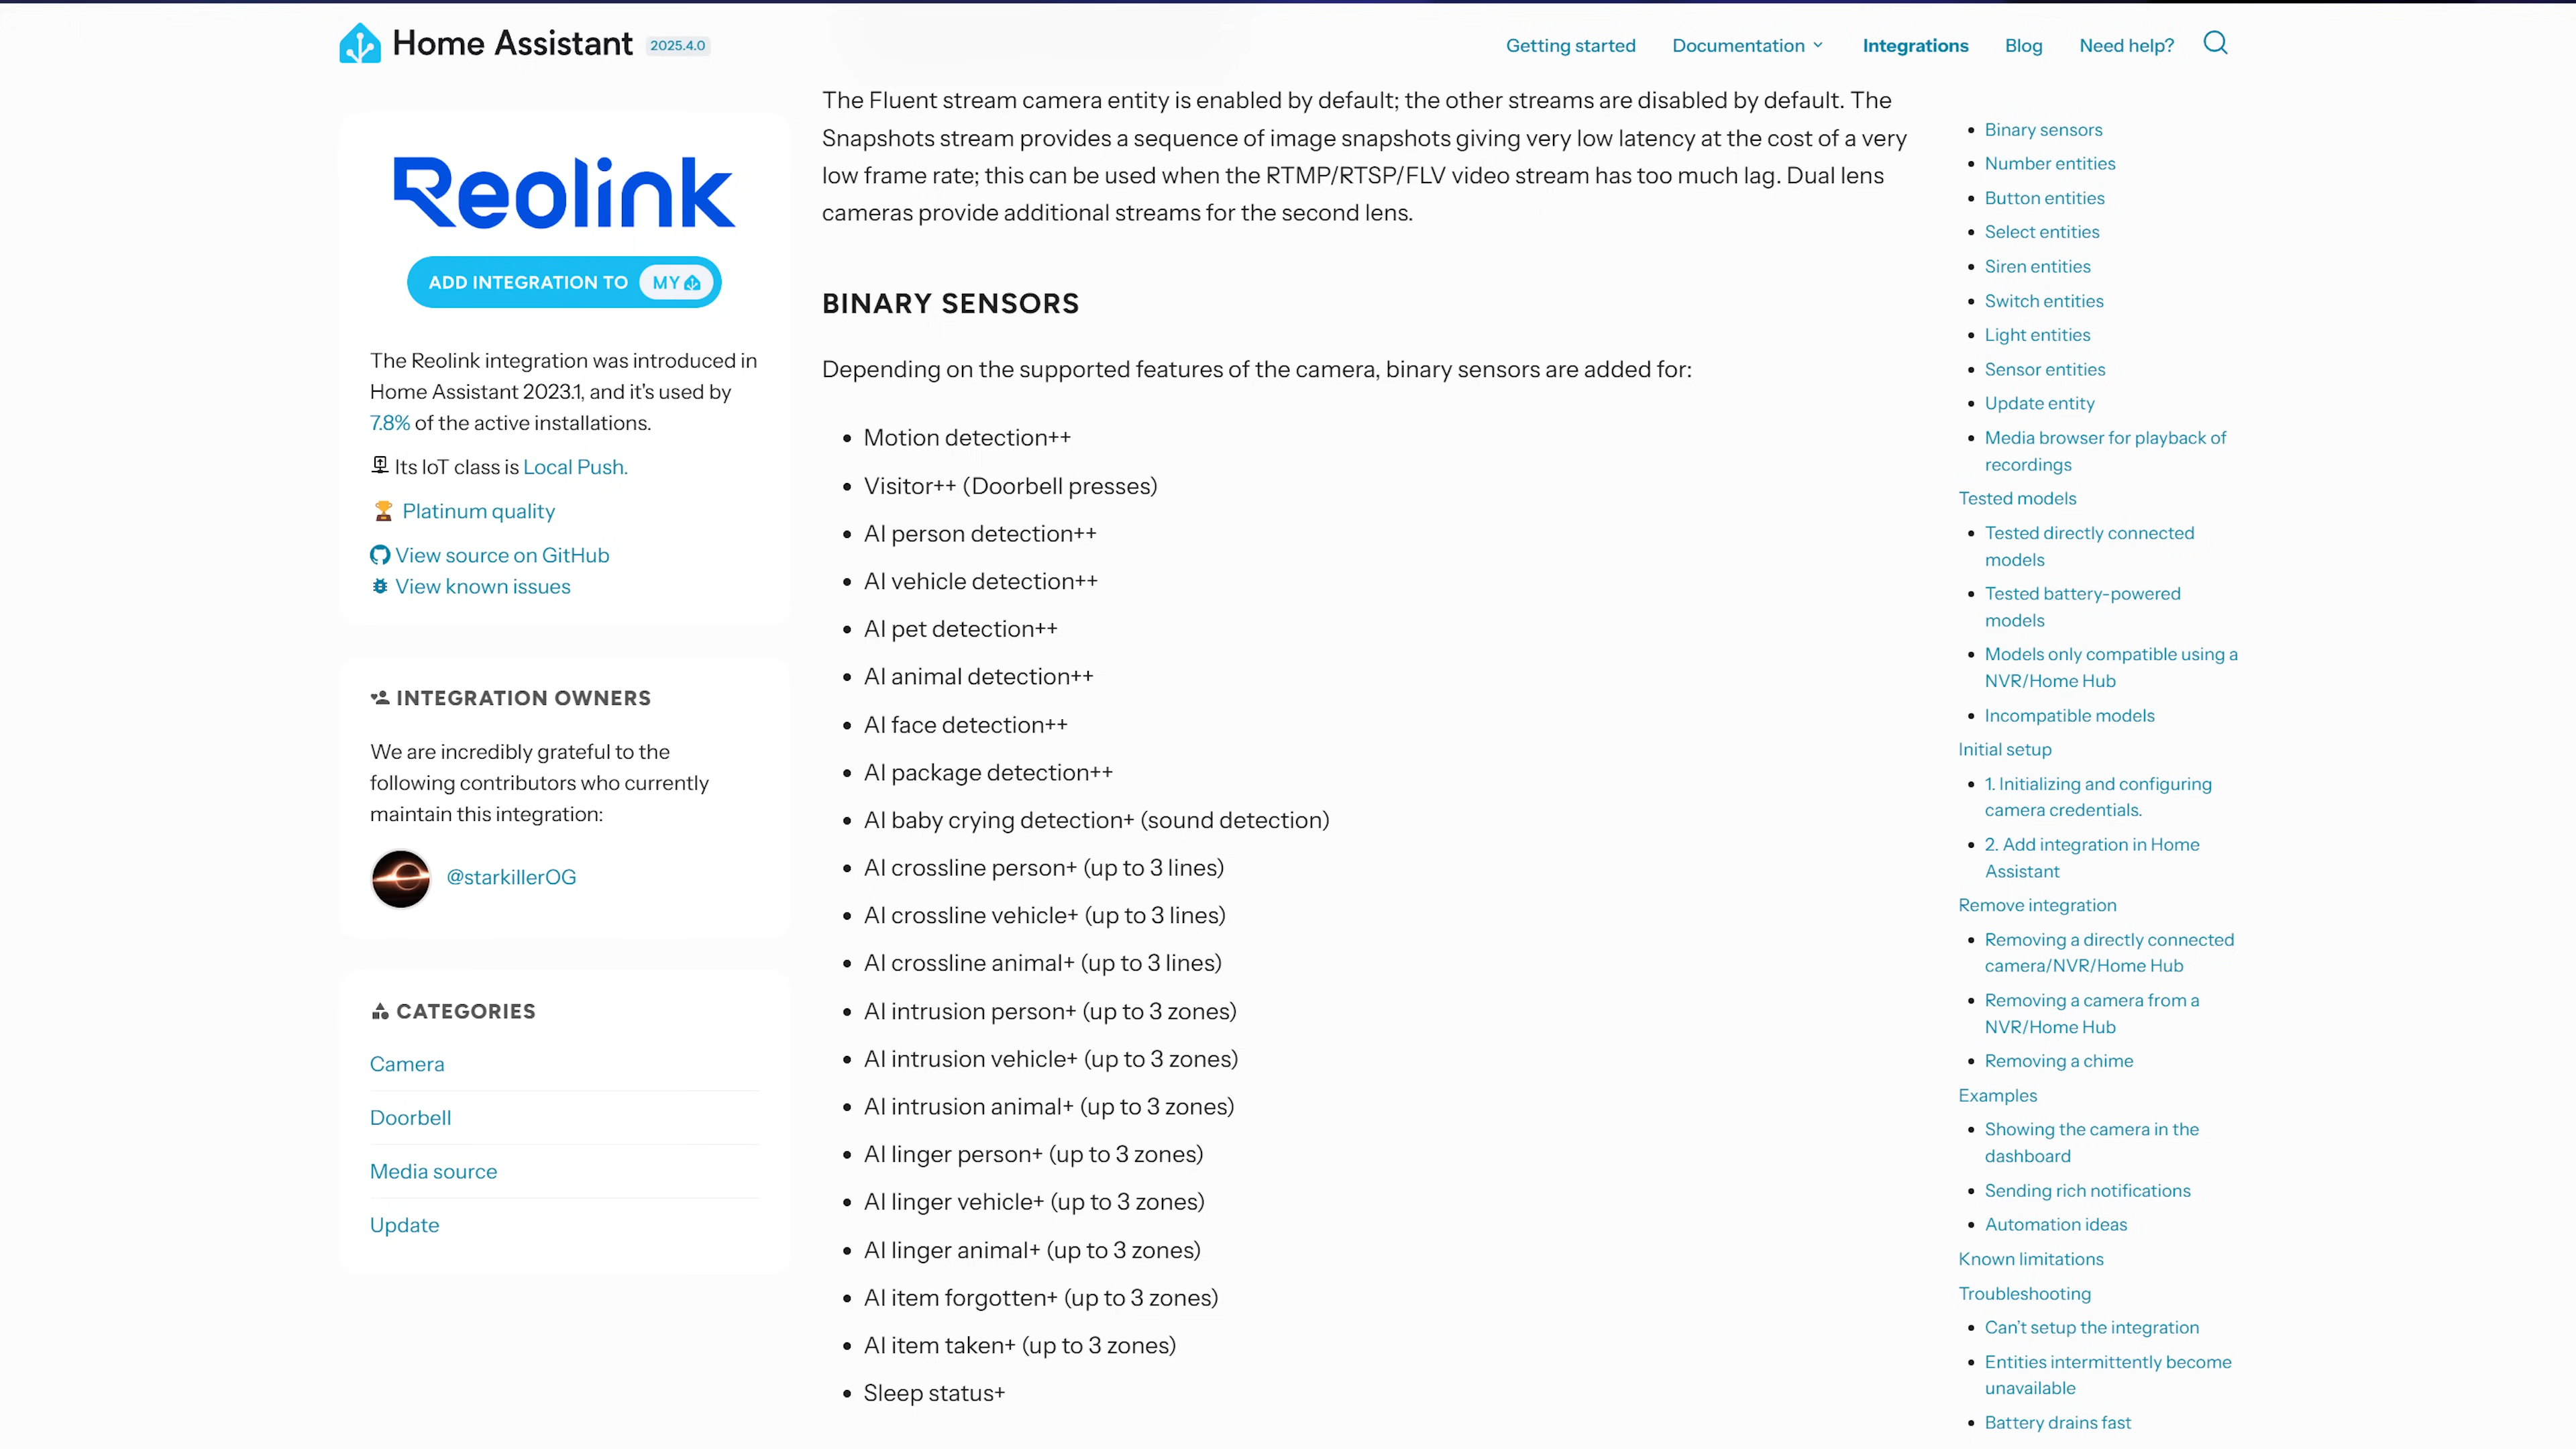 Home Assistant 2025.4.0
Getting started Documentation Integrations Blog Need help?
Reolink
ADD INTEGRATION TO MY
The Reolink integration was introduced in
Home Assistant 2023.1, and it's used by
7.8% of the active installations.
Its IoT class is Local Push.
Platinum quality
View source on GitHub
View known issues
INTEGRATION OWNERS
We are incredibly grateful to the
following contributors who currently
maintain this integration:
@starkillerOG
CATEGORIES
Camera
Doorbell
Media source
Update
The Fluent stream camera entity is enabled by default; the other streams are disabled by default. The
Snapshots stream provides a sequence of image snapshots giving very low latency at the cost of a very
low frame rate; this can be used when the RTMP/RTSP/FLV video stream has too much lag. Dual lens
cameras provide additional streams for the second lens.
BINARY SENSORS
Depending on the supported features of the camera, binary sensors are added for:
Motion detection++
Visitor++ (Doorbell presses)
AI person detection++
AI vehicle detection++
AI pet detection++
AI animal detection++
AI face detection++
AI package detection++
AI baby crying detection+ (sound detection)
AI crossline person+ (up to 3 lines)
AI crossline vehicle+ (up to 3 lines)
AI crossline animal+ (up to 3 lines)
AI intrusion person+ (up to 3 zones)
AI intrusion vehicle+ (up to 3 zones)
AI intrusion animal+ (up to 3 zones)
AI linger person+ (up to 3 zones)
AI linger vehicle+ (up to 3 zones)
AI linger animal+ (up to 3 zones)
AI item forgotten+ (up to 3 zones)
AI item taken+ (up to 3 zones)
Sleep status+
Binary sensors
Number entities
Button entities
Select entities
Siren entities
Switch entities
Light entities
Sensor entities
Update entity
Media browser for playback of
recordings
Tested models
Tested directly connected
models
Tested battery-powered
models
Models only compatible using a
NVR/Home Hub
Incompatible models
Initial setup
1. Initializing and configuring
camera credentials.
2. Add integration in Home
Assistant
Remove integration
Removing a directly connected
camera/NVR/Home Hub
Removing a camera from a
NVR/Home Hub
Removing a chime
Examples
Showing the camera in the
dashboard
Sending rich notifications
Automation ideas
Known limitations
Troubleshooting
Can't setup the integration
Entities intermittently become
unavailable
Battery drains fast